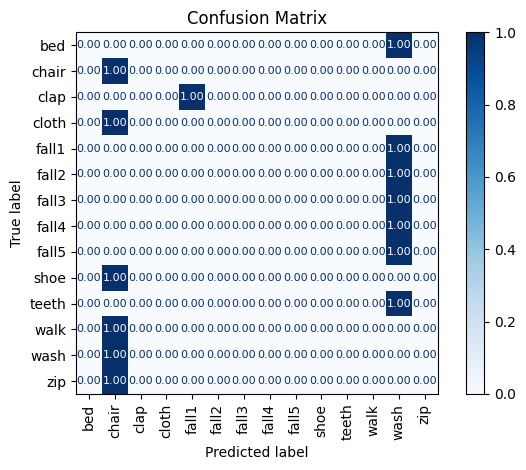 Confusion Matrix
True label
bed 0.00 0.00 0.00 0.00 0.00 0.00 0.00 0.00 0.00 0.00 0.00 0.00 1.00 0.00
chair 0.00 1.00 0.00 0.00 0.00 0.00 0.00 0.00 0.00 0.00 0.00 0.00 0.00 0.00
clap 0.00 0.00 0.00 0.00 1.00 0.00 0.00 0.00 0.00 0.00 0.00 0.00 0.00 0.00
cloth 0.00 1.00 0.00 0.00 0.00 0.00 0.00 0.00 0.00 0.00 0.00 0.00 0.00 0.00
fall1 0.00 0.00 0.00 0.00 0.00 0.00 0.00 0.00 0.00 0.00 0.00 0.00 1.00 0.00
fall2 0.00 0.00 0.00 0.00 0.00 0.00 0.00 0.00 0.00 0.00 0.00 0.00 1.00 0.00
fall3 0.00 0.00 0.00 0.00 0.00 0.00 0.00 0.00 0.00 0.00 0.00 0.00 1.00 0.00
fall4 0.00 0.00 0.00 0.00 0.00 0.00 0.00 0.00 0.00 0.00 0.00 0.00 1.00 0.00
fall5 0.00 0.00 0.00 0.00 0.00 0.00 0.00 0.00 0.00 0.00 0.00 0.00 1.00 0.00
shoe 0.00 1.00 0.00 0.00 0.00 0.00 0.00 0.00 0.00 0.00 0.00 0.00 0.00 0.00
teeth 0.00 0.00 0.00 0.00 0.00 0.00 0.00 0.00 0.00 0.00 0.00 0.00 1.00 0.00
walk 0.00 1.00 0.00 0.00 0.00 0.00 0.00 0.00 0.00 0.00 0.00 0.00 0.00 0.00
wash 0.00 1.00 0.00 0.00 0.00 0.00 0.00 0.00 0.00 0.00 0.00 0.00 0.00 0.00
zip 0.00 1.00 0.00 0.00 0.00 0.00 0.00 0.00 0.00 0.00 0.00 0.00 0.00 0.00
bed chair clap cloth fall1 fall2 fall3 fall4 fall5 shoe teeth walk wash zip
Predicted label
1.0
0.8
0.6
0.4
0.2
0.0